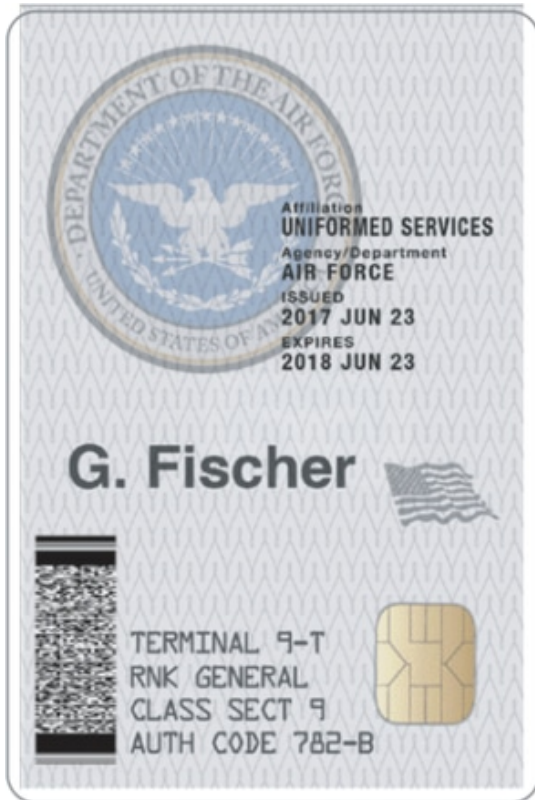 DEPARTMENT OF THE AIR FORCE
UNITED STATES OF AM
Affiliation
UNIFORMED SERVICES
Agency/Department
AIR FORCE
ISSUED
2017 JUN 23
EXPIRES
2018 JUN 23
G. Fischer
TERMINAL 9-T
RNK GENERAL
CLASS SECT 9
AUTH CODE 782-B